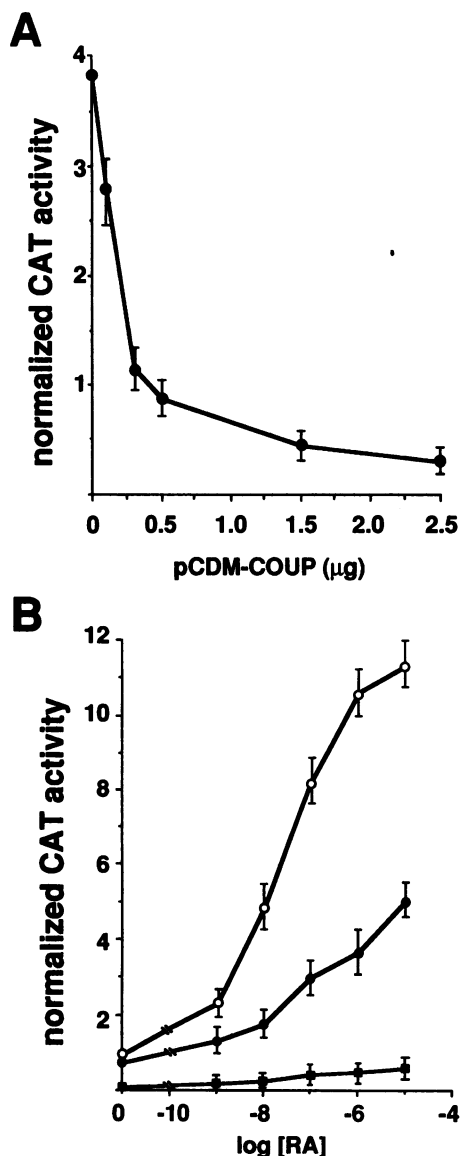 A
normalized CAT activity
4
3
2
1
0 0.5 1.0 1.5 2.0 2.5
pCDM-COUP (μg)
B
normalized CAT activity
12
10
8
6
4
2
0 -10 -8 -6 -4
log [RA]